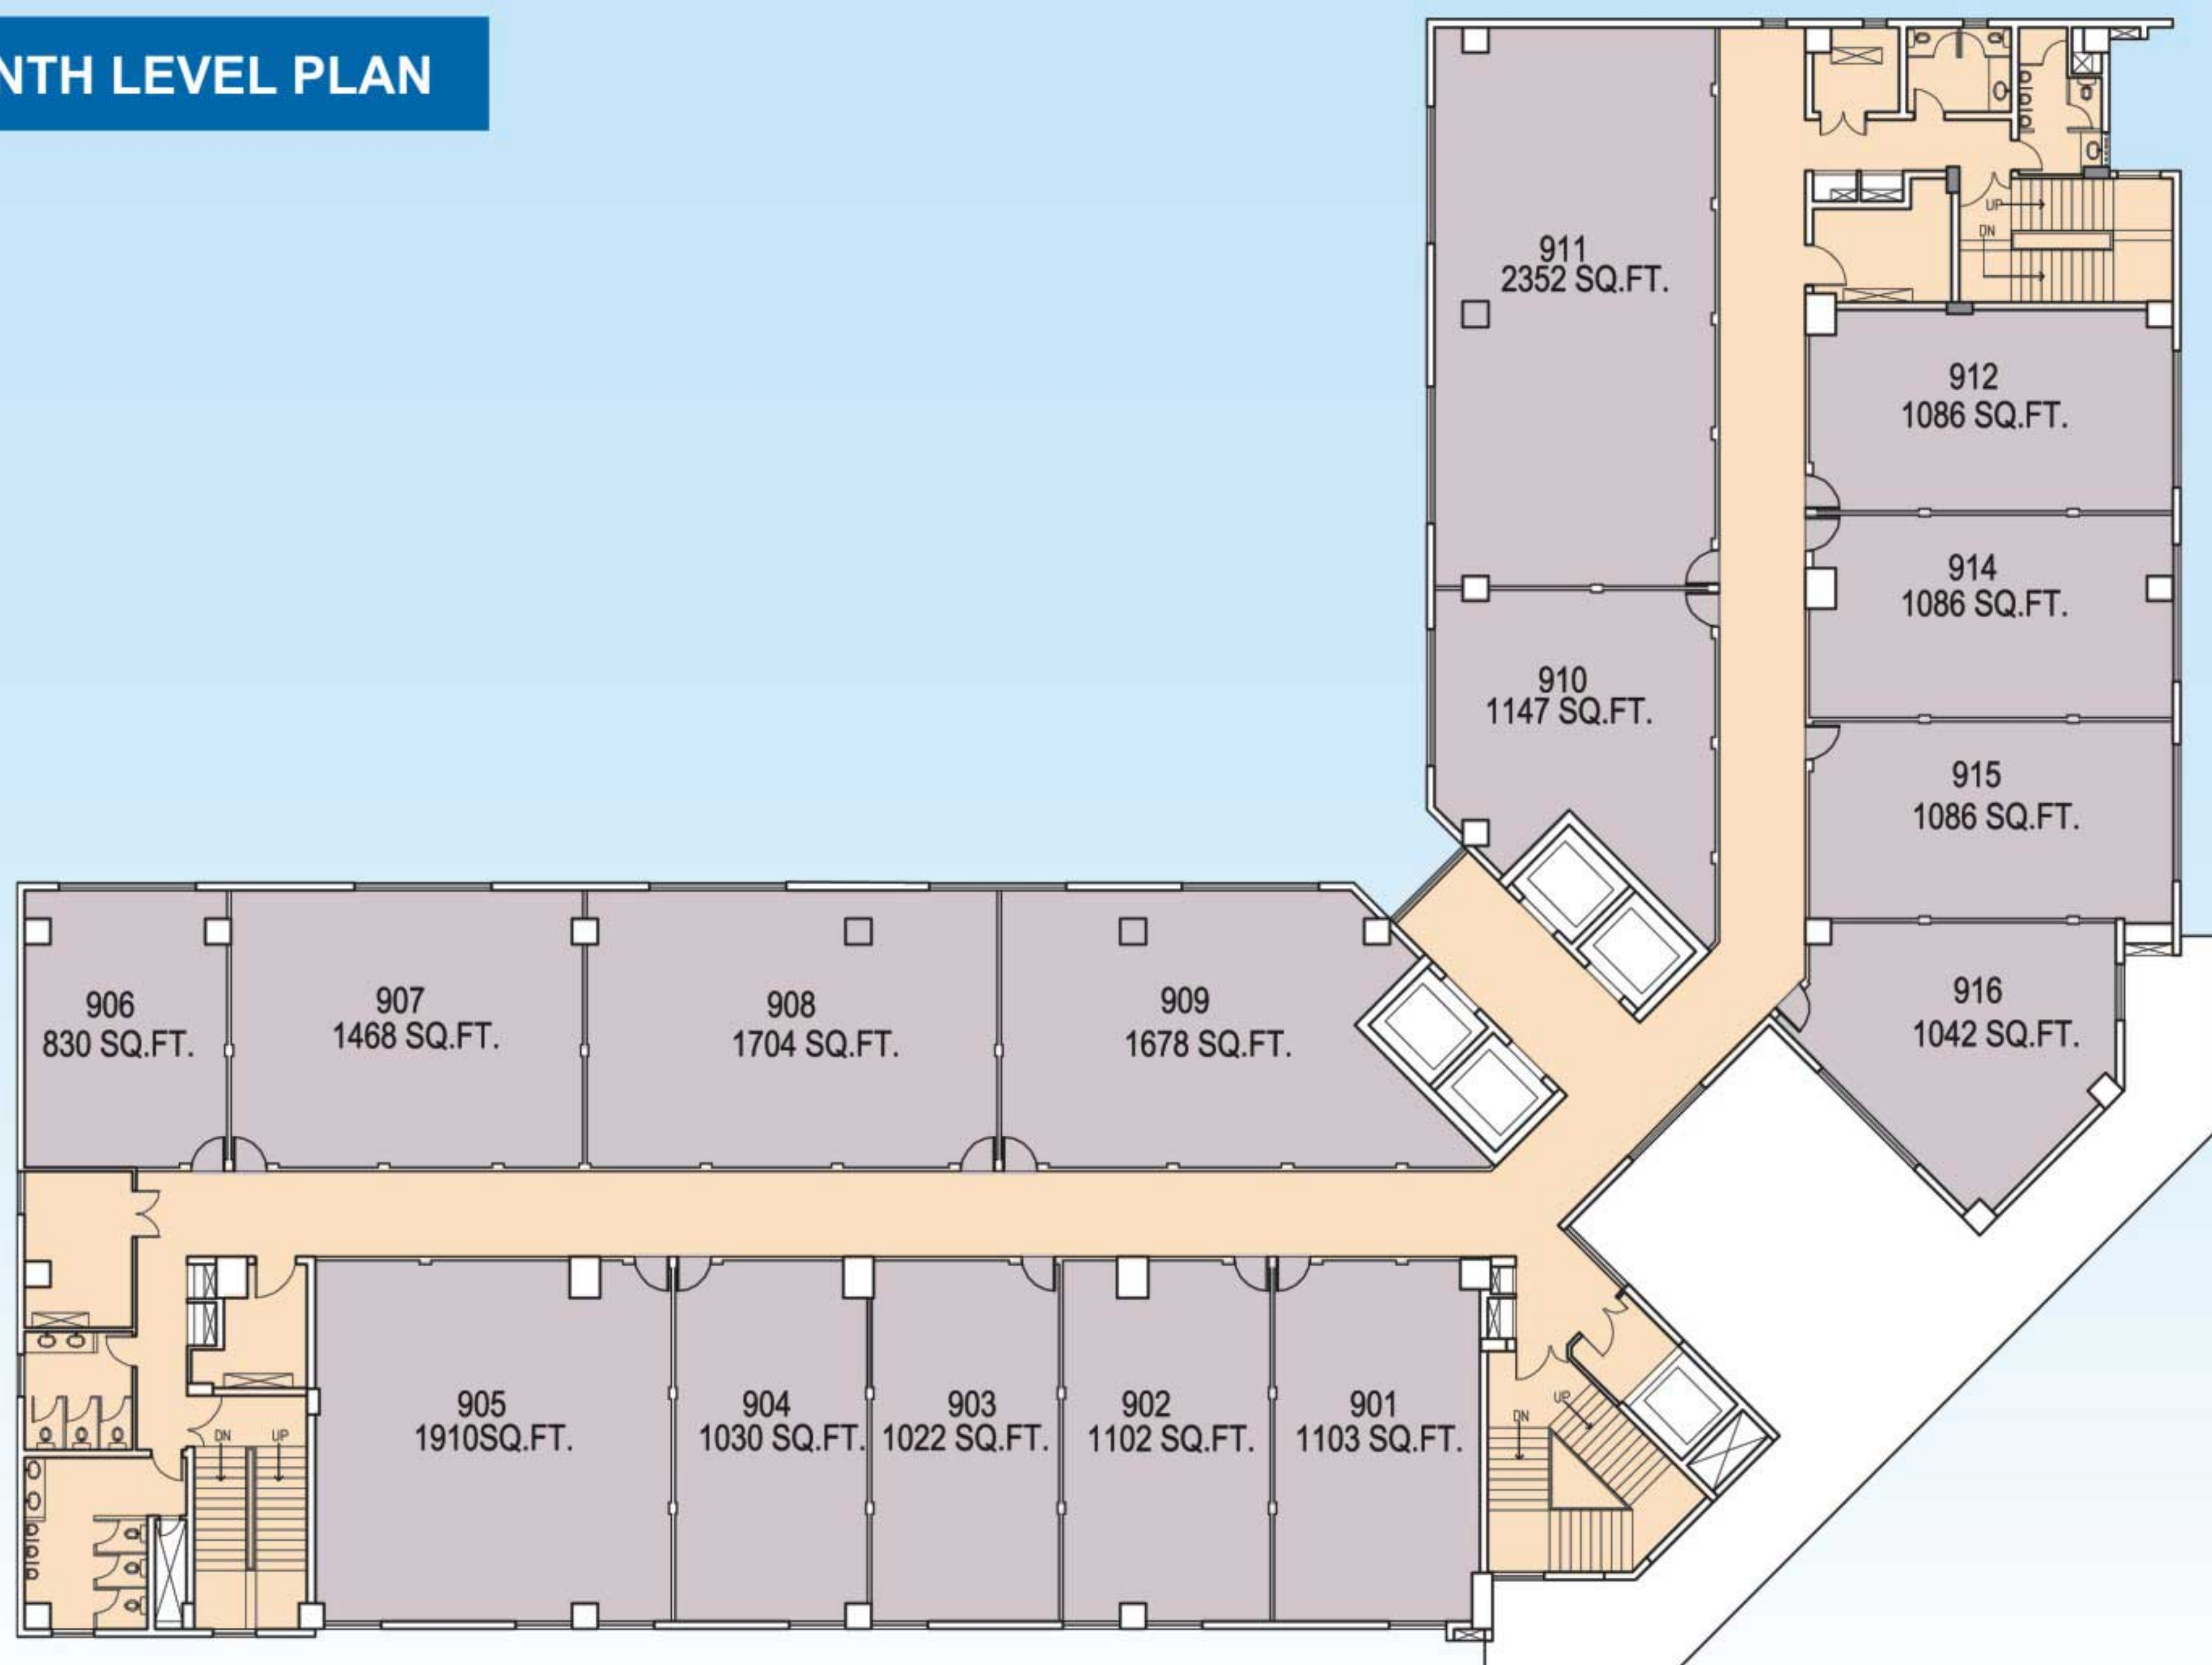 NTH LEVEL PLAN
911
2352 SQ.FT.
UP
DN
912
1086 SQ.FT.
914
1086 SQ.FT.
910
1147 SQ.FT.
915
1086 SQ.FT.
906
830 SQ.FT.
907
1468 SQ.FT.
908
1704 SQ.FT.
909
1678 SQ.FT.
916
1042 SQ.FT.
905
1910SQ.FT.
904
1030 SQ.FT.
903
1022 SQ.FT.
902
1102 SQ.FT.
901
1103 SQ.FT.
DN
UP
DN
UP